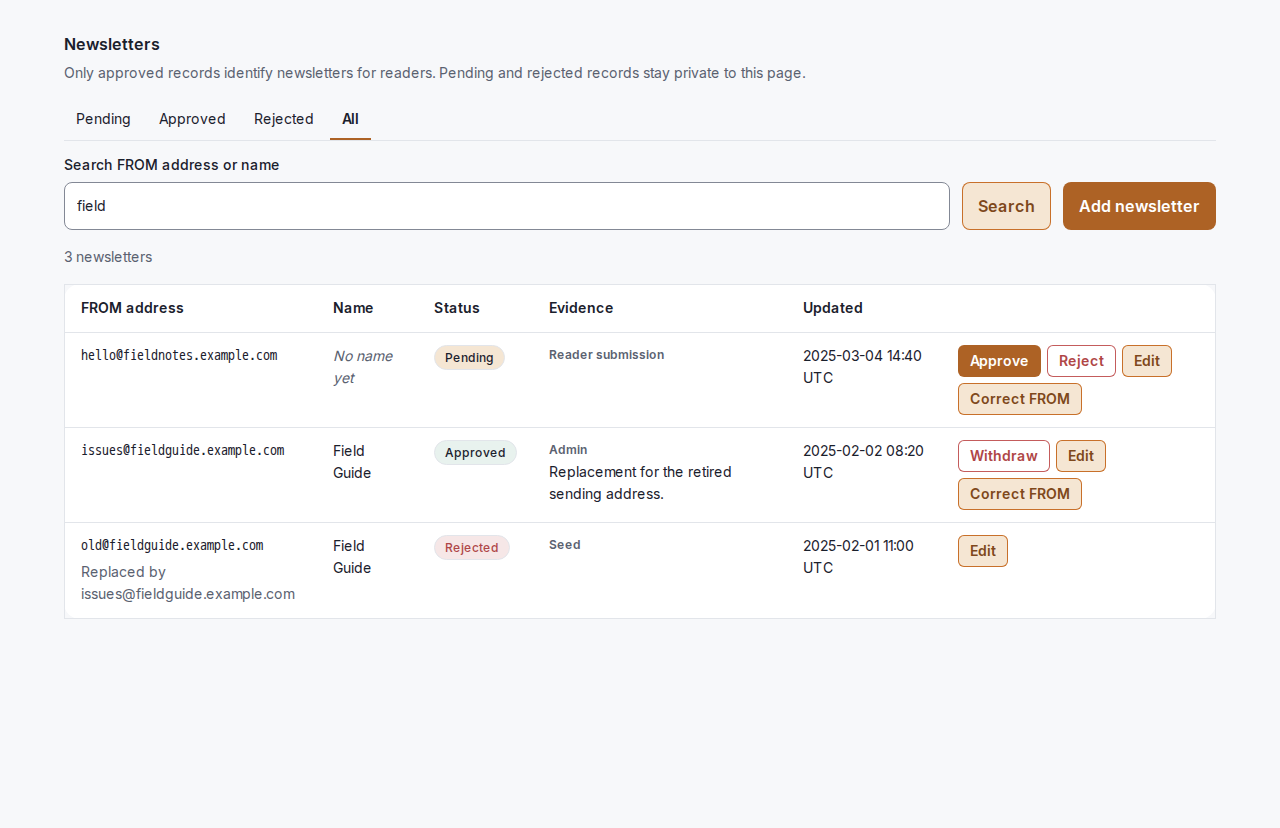 Newsletters
Only approved records identify newsletters for readers. Pending and rejected records stay private to this page.
Pending Approved Rejected All
Search FROM address or name
field Search Add newsletter
3 newsletters
FROM address Name Status Evidence Updated
hello@fieldnotes.example.com No name yet Pending Reader submission 2025-03-04 14:40 UTC Approve Reject Edit
Correct FROM
issues@fieldguide.example.com Field Guide Approved Admin 2025-02-02 08:20 UTC Withdraw Edit
Replacement for the retired
sending address. Correct FROM
old@fieldguide.example.com Field Guide Rejected Seed 2025-02-01 11:00 UTC Edit
Replaced by
issues@fieldguide.example.com